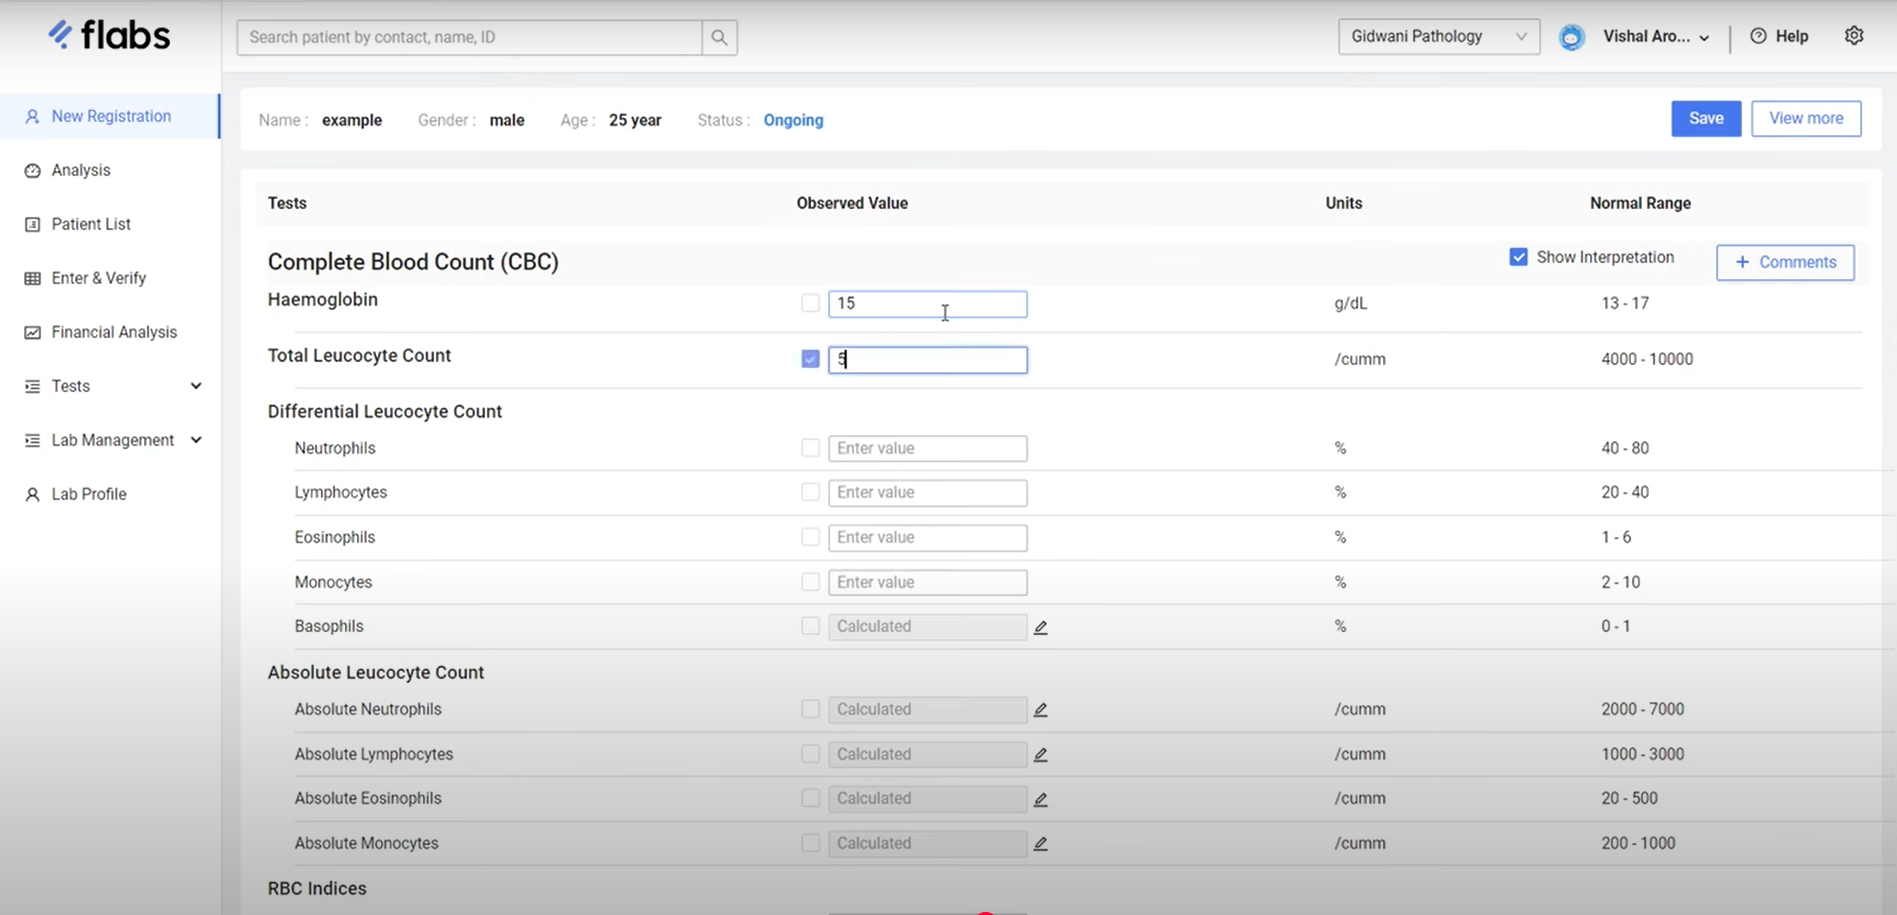 flabs
Search patient by contact, name, ID
Gidwani Pathology
Vishal Aro...
Help
New Registration
Analysis
Patient List
Enter & Verify
Financial Analysis
Tests
Lab Management
Lab Profile
Name : example Gender : male Age : 25 year Status : Ongoing
Save
View more
Tests Observed Value Units Normal Range
Complete Blood Count (CBC)
Show Interpretation
+ Comments
Haemoglobin 15 g/dL 13 - 17
Total Leucocyte Count 5 /cumm 4000 - 10000
Differential Leucocyte Count
Neutrophils Enter value % 40 - 80
Lymphocytes Enter value % 20 - 40
Eosinophils Enter value % 1 - 6
Monocytes Enter value % 2 - 10
Basophils Calculated % 0 - 1
Absolute Leucocyte Count
Absolute Neutrophils Calculated /cumm 2000 - 7000
Absolute Lymphocytes Calculated /cumm 1000 - 3000
Absolute Eosinophils Calculated /cumm 20 - 500
Absolute Monocytes Calculated /cumm 200 - 1000
RBC Indices